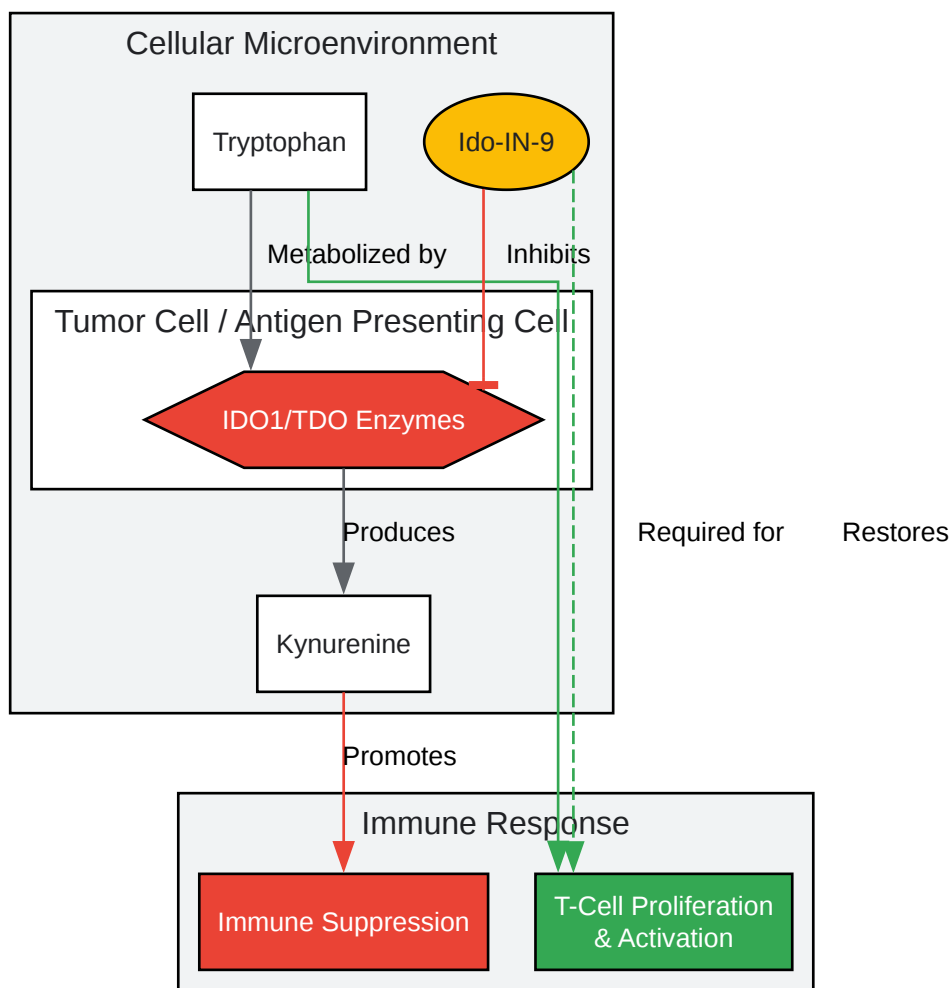 Cellular Microenvironment
Tryptophan
Ido-IN-9
Metabolized by
Inhibits
Tumor Cell / Antigen Presenting Cell
IDO1/TDO Enzymes
Produces
Required for
Restores
Kynurenine
Promotes
Immune Response
Immune Suppression
T-Cell Proliferation
& Activation